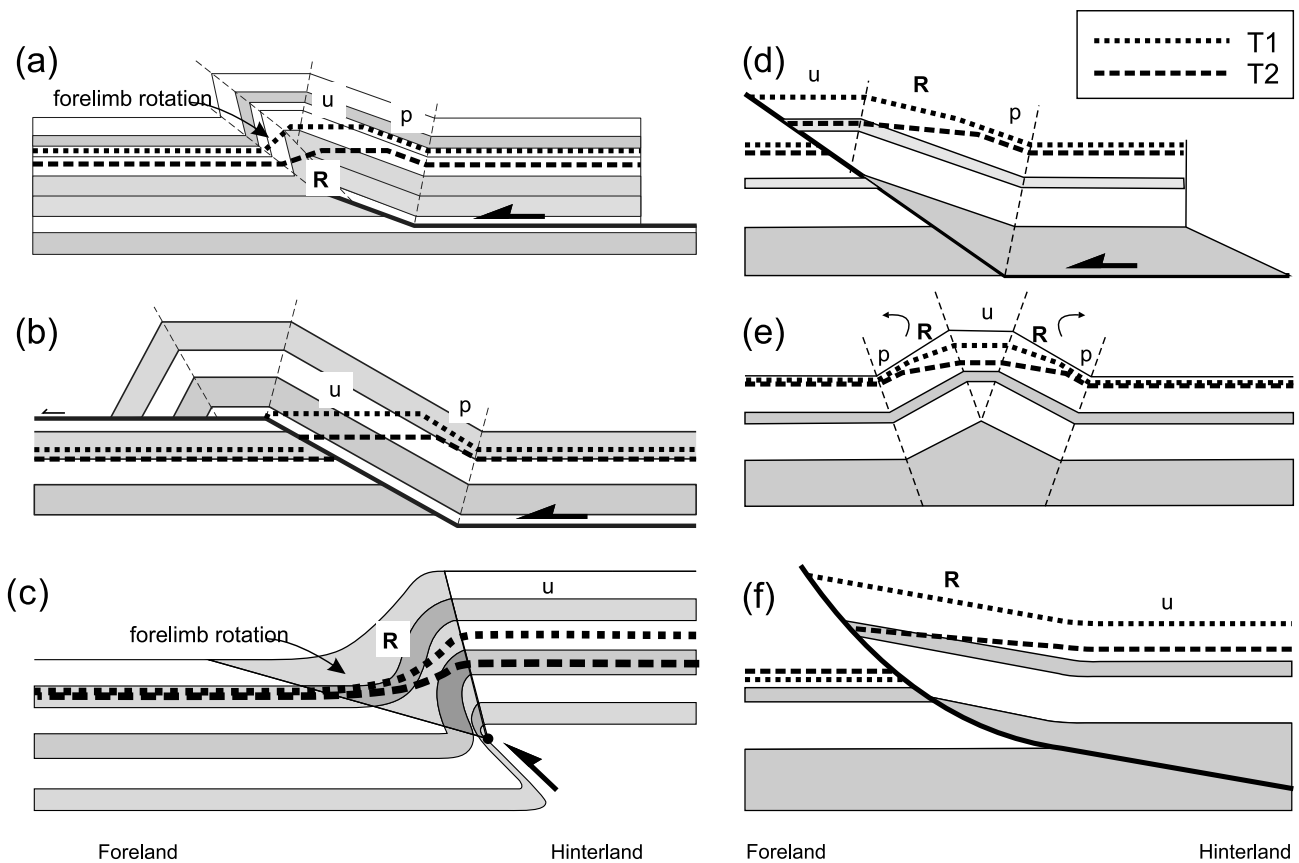 (a)
forelimb rotation
u
p
R
(b)
u
p
(c)
u
forelimb rotation
R
Foreland
Hinterland
T1
T2
(d)
u
R
p
(e)
u
R
R
p
p
(f)
R
u
Foreland
Hinterland